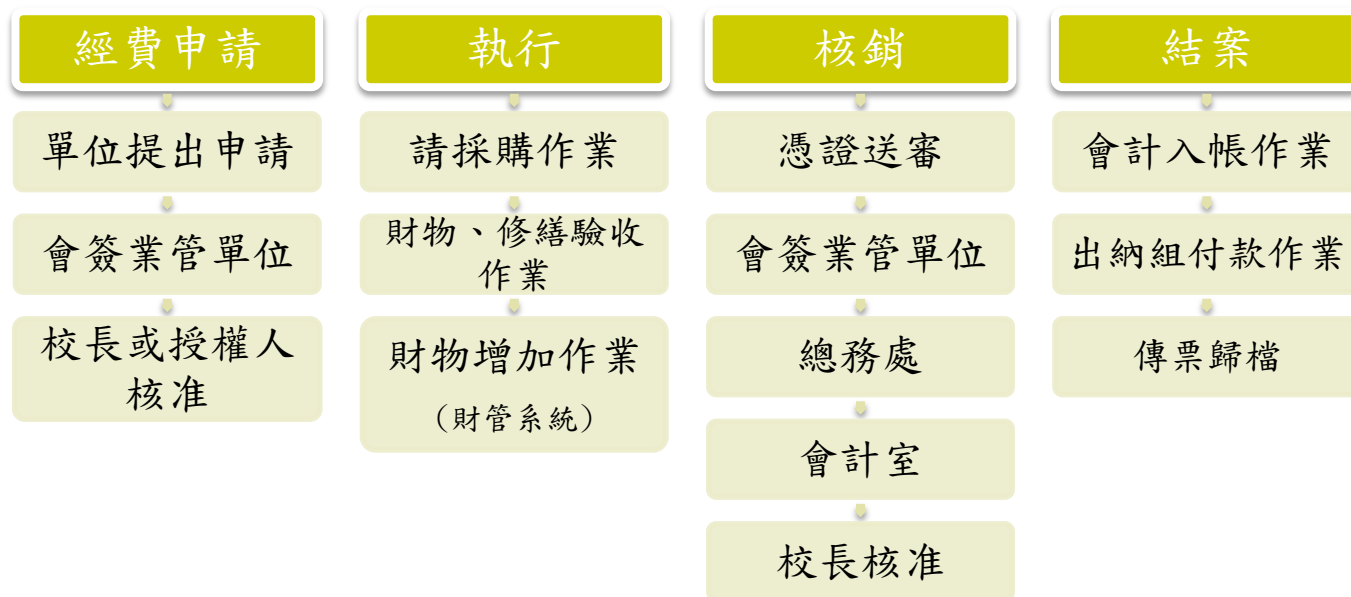 經費申請
單位提出申請
會簽業管單位
校長或授權人
核准
執行
請採購作業
財物、修繕驗收
作業
財物增加作業
(財管系統)
核銷
憑證送審
會簽業管單位
總務處
會計室
校長核准
結案
會計入帳作業
出納組付款作業
傳票歸檔